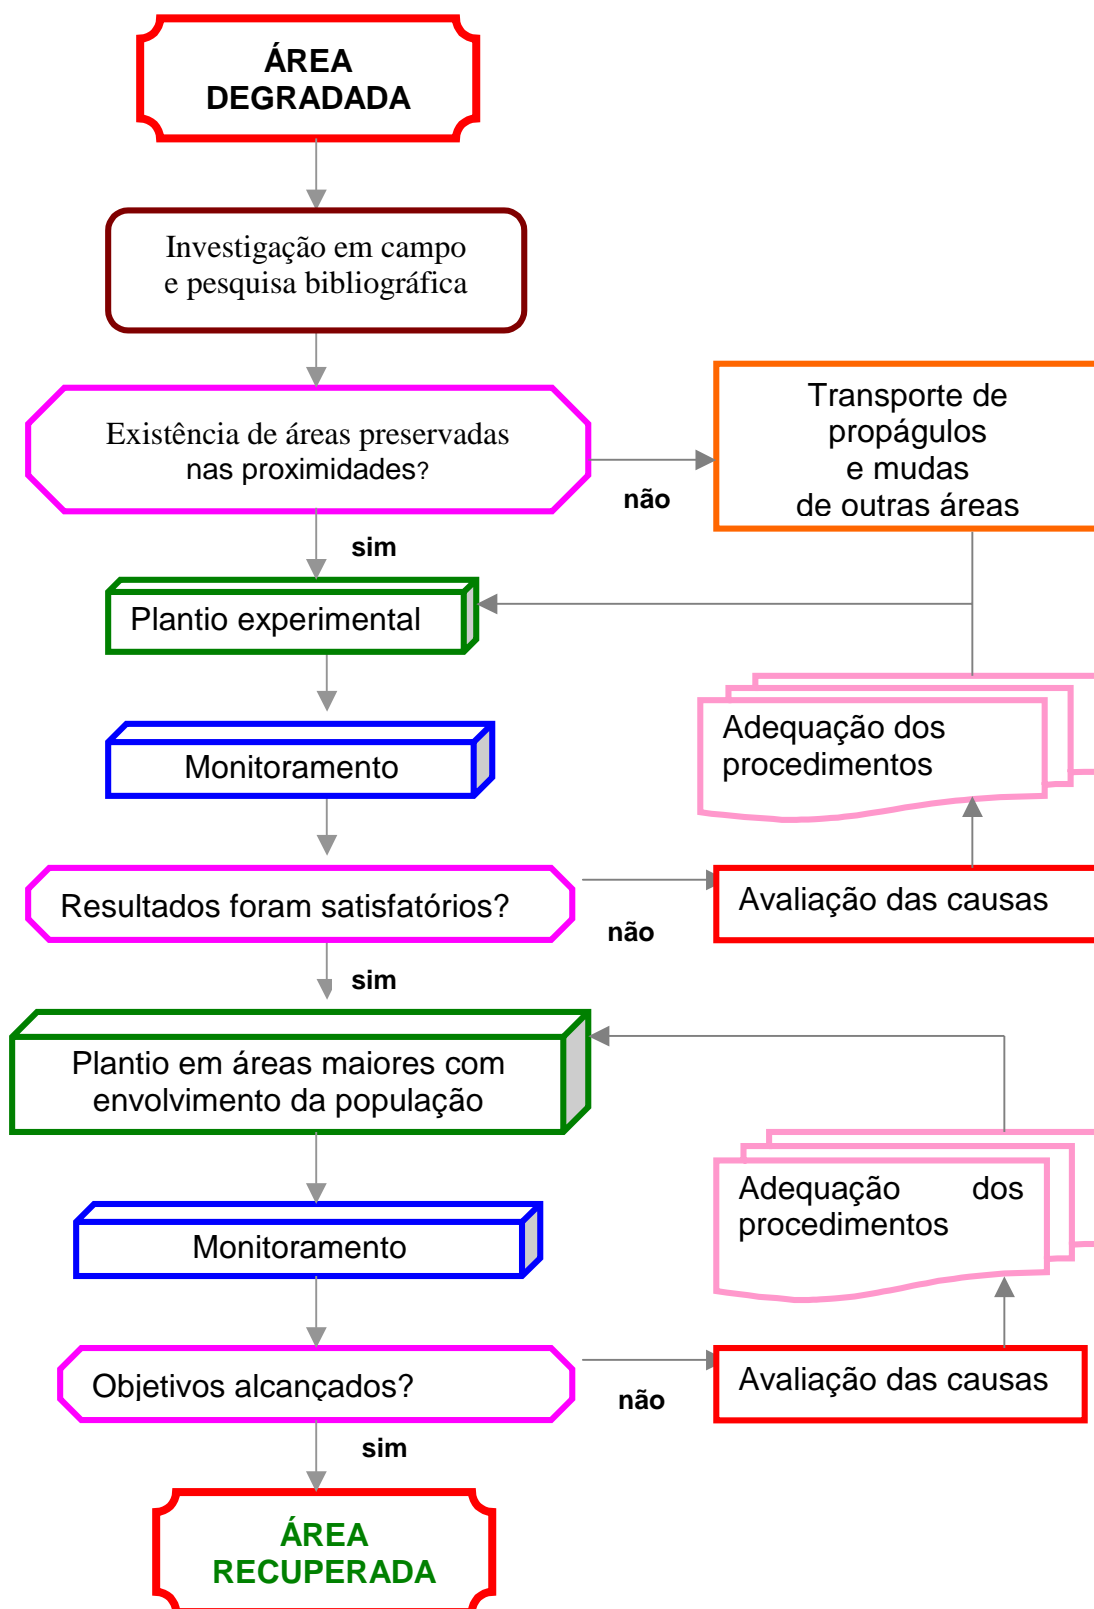 ÁREA
DEGRADADA
Investigação em campo
e pesquisa bibliográfica
Existência de áreas preservadas
nas proximidades?
não
Transporte de
propágulos
e mudas
de outras áreas
sim
Plantio experimental
Monitoramento
Adequação dos
procedimentos
Resultados foram satisfatórios?
não
Avaliação das causas
sim
Plantio em áreas maiores com
envolvimento da população
Monitoramento
Adequação dos
procedimentos
Objetivos alcançados?
não
Avaliação das causas
sim
ÁREA
RECUPERADA